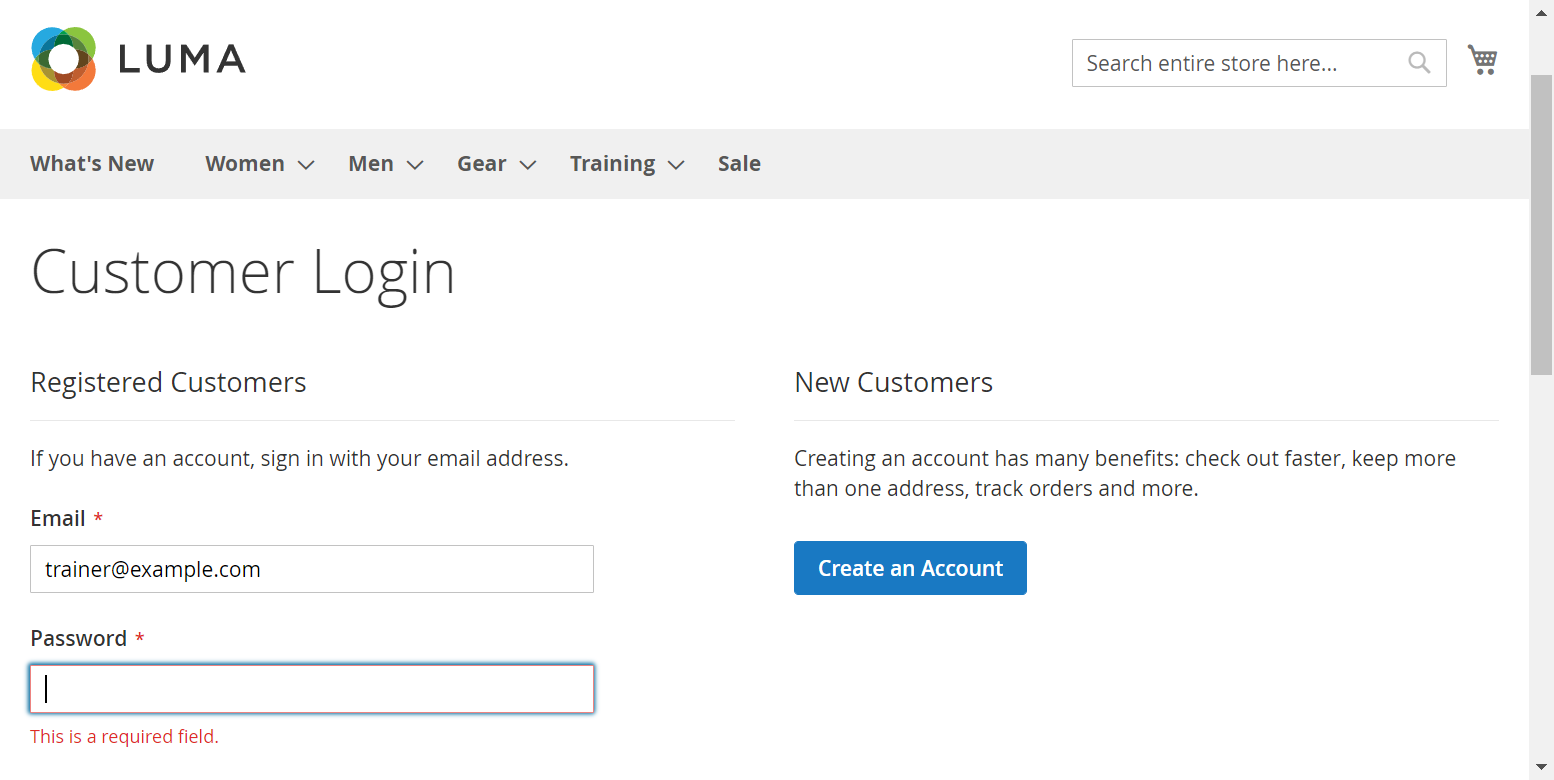 LUMA
Search entire store here...
What's New Women Men Gear Training Sale
Customer Login
Registered Customers
If you have an account, sign in with your email address.
Email *
trainer@example.com
Password *
This is a required field.
New Customers
Creating an account has many benefits: check out faster, keep more
than one address, track orders and more.
Create an Account